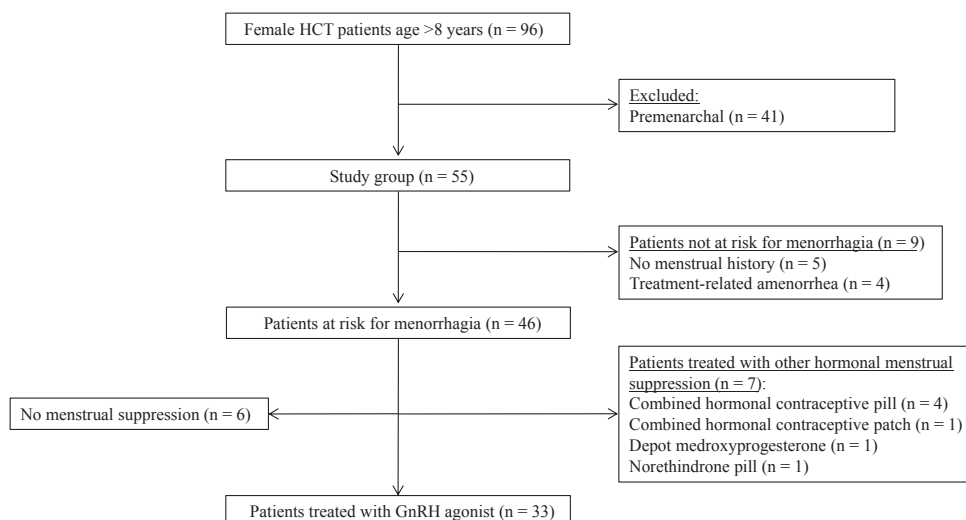 Female HCT patients age >8 years (n = 96)
Excluded:
Premenarchal (n = 41)
Study group (n = 55)
Patients not at risk for menorrhagia (n = 9)
No menstrual history (n = 5)
Treatment-related amenorrhea (n = 4)
Patients at risk for menorrhagia (n = 46)
No menstrual suppression (n = 6)
Patients treated with other hormonal menstrual
suppression (n = 7):
Combined hormonal contraceptive pill (n = 4)
Combined hormonal contraceptive patch (n = 1)
Depot medroxyprogesterone (n = 1)
Norethindrone pill (n = 1)
Patients treated with GnRH agonist (n = 33)